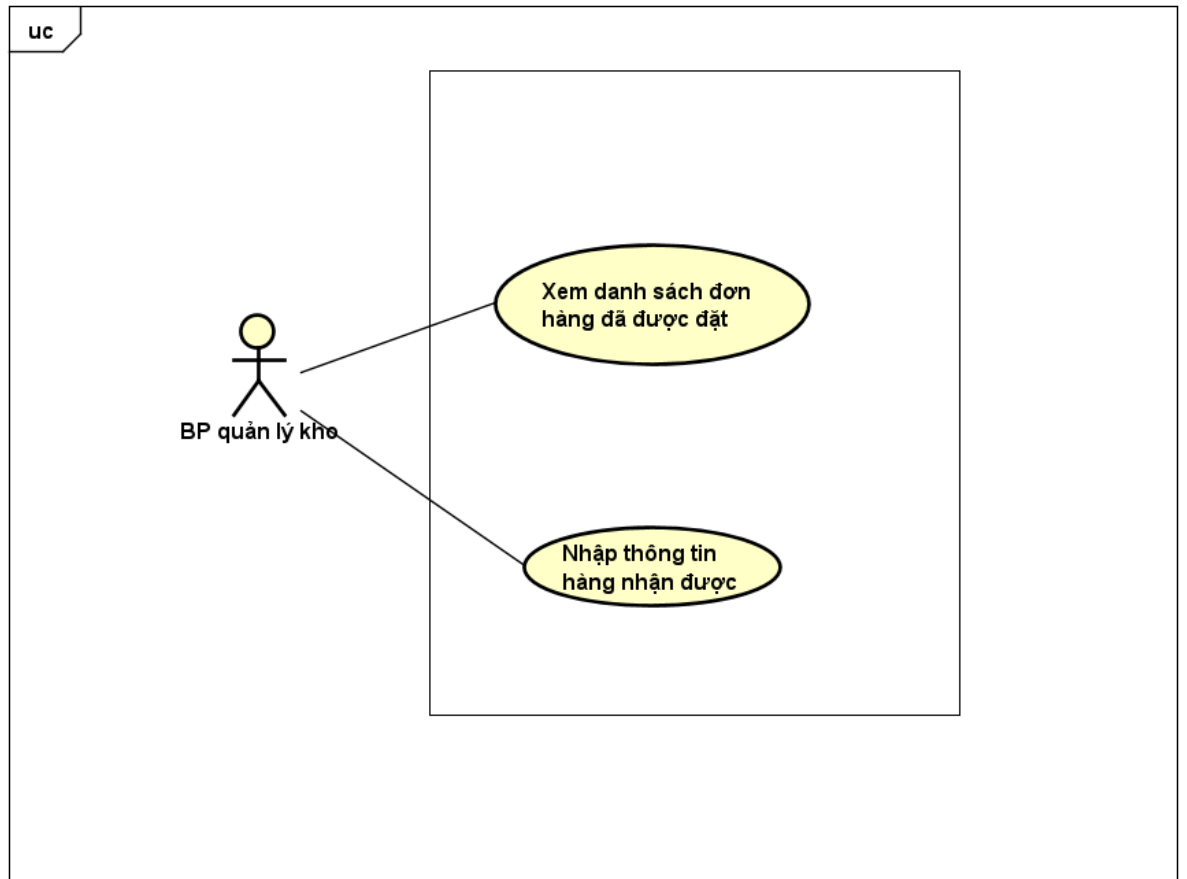 uc
Xem danh sách đơn
hàng đã được đặt
BP quản lý kho
Nhập thông tin
hàng nhận được